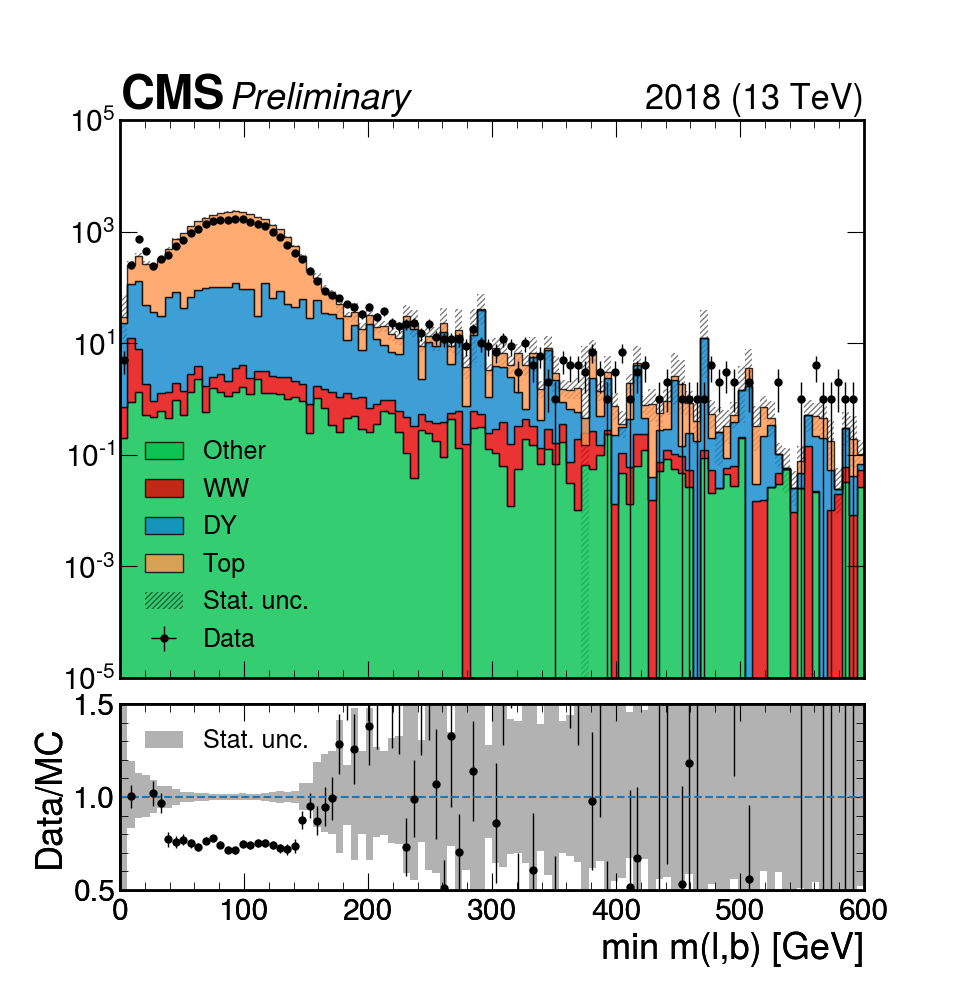 CMS Preliminary 2018 (13 TeV)
10^5
10^3
10^1
10^-1
10^-3
10^-5
Other
WW
DY
Top
Stat. unc.
Data
1.5
1.0
0.5
Data/MC
Stat. unc.
0 100 200 300 400 500 600
min m(l,b) [GeV]